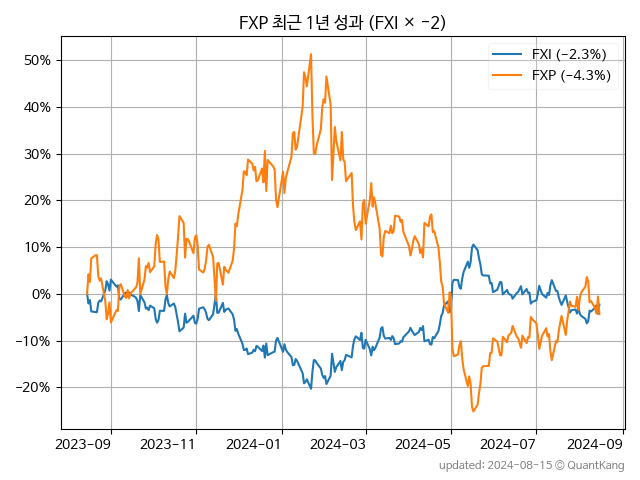 FXP 최근 1년 성과 (FXI × −2)
FXI (−2.3%)
FXP (−4.3%)
50%
40%
30%
20%
10%
0%
−10%
−20%
2023-09 2023-11 2024-01 2024-03 2024-05 2024-07 2024-09
updated: 2024-08-15 © QuantKang